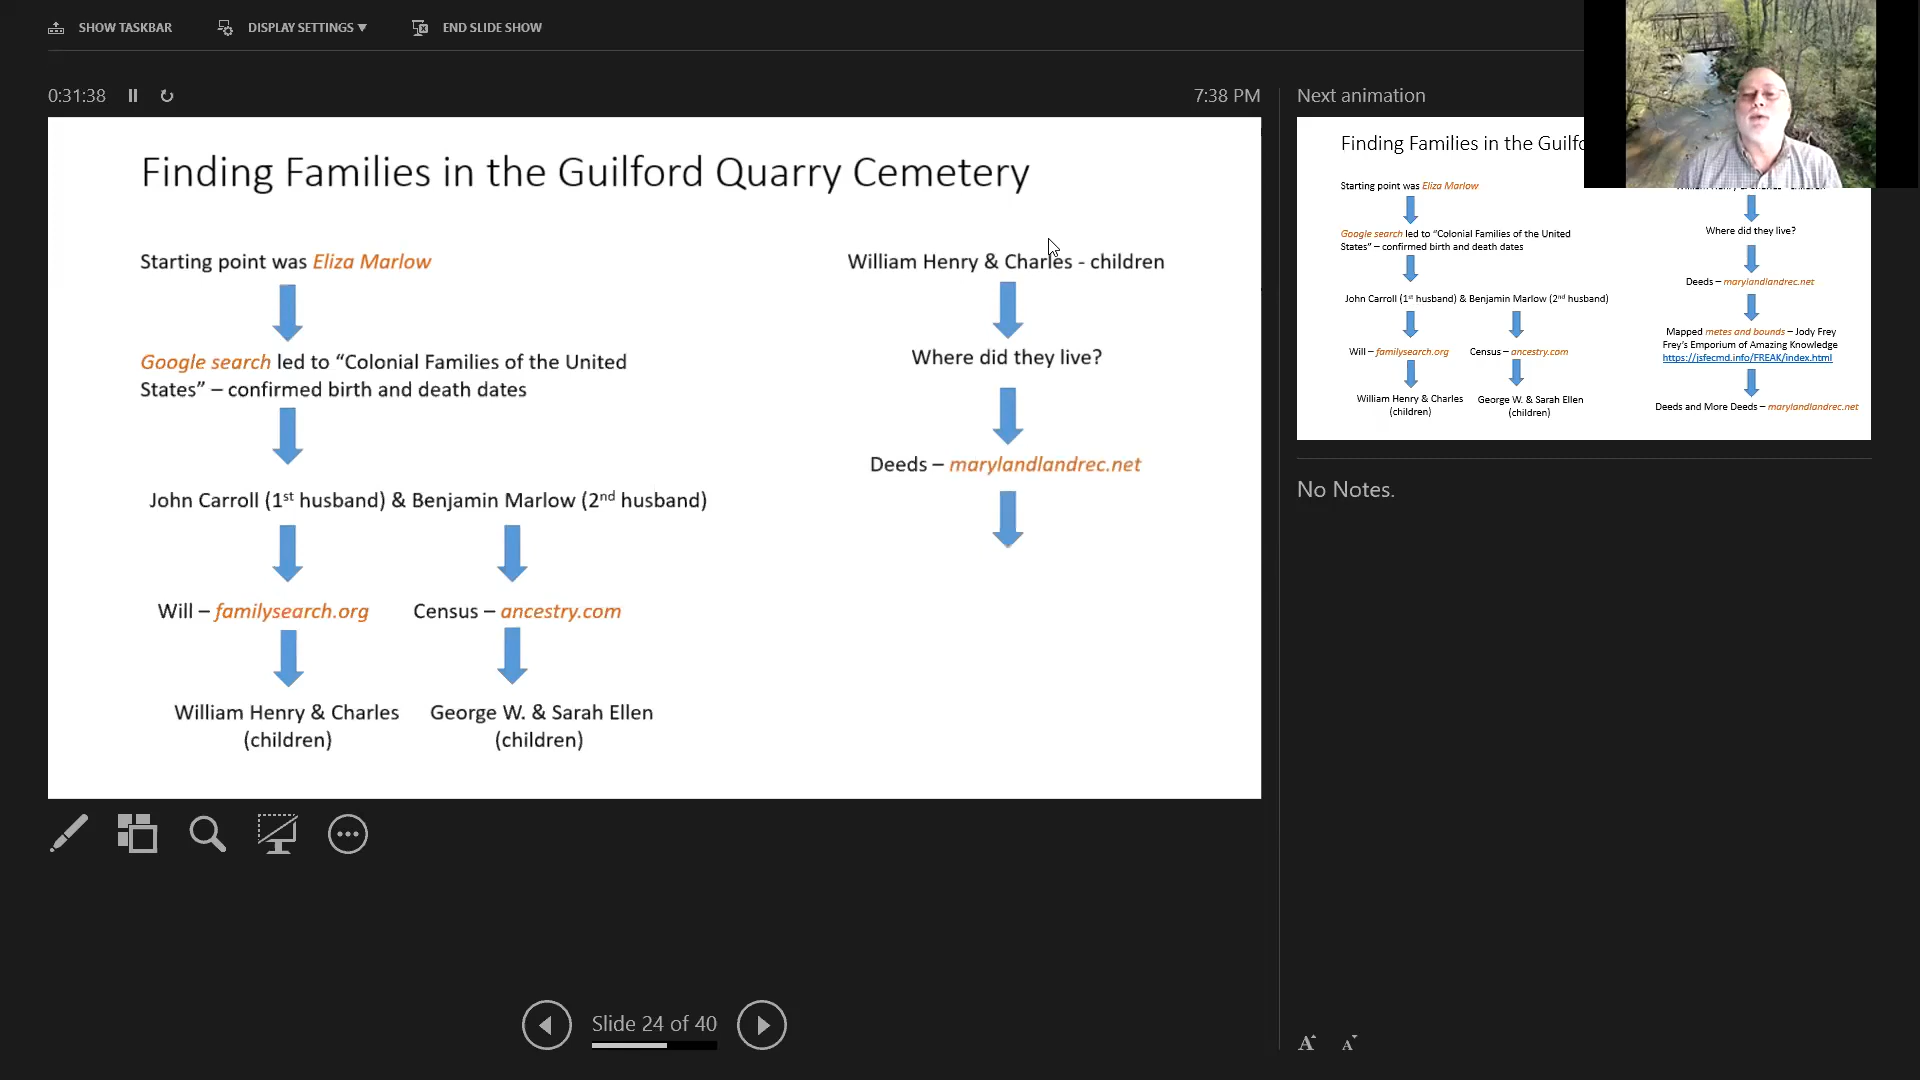 SHOW TASKBAR
DISPLAY SETTINGS ▼
END SLIDE SHOW
0:31:38
7:38 PM
Next animation
Finding Families in the Guilford Quarry Cemetery
Starting point was Eliza Marlow
Google search led to “Colonial Families of the United
States” – confirmed birth and death dates
John Carroll (1st husband) & Benjamin Marlow (2nd husband)
Will – familysearch.org
Census – ancestry.com
William Henry & Charles
(children)
George W. & Sarah Ellen
(children)
William Henry & Charles - children
Where did they live?
Deeds – marylandlandrec.net
Finding Families in the Guilfo
Starting point was Eliza Marlow
Google search led to “Colonial Families of the United
States” – confirmed birth and death dates
John Carroll (1st husband) & Benjamin Marlow (2nd husband)
Will – familysearch.org
Census – ancestry.com
William Henry & Charles
(children)
George W. & Sarah Ellen
(children)
Where did they live?
Deeds – marylandlandrec.net
Mapped metes and bounds – Jody Frey
Frey's Emporium of Amazing Knowledge
https://jsfecmd.info/FREAK/index.html
Deeds and More Deeds – marylandlandrec.net
No Notes.
Slide 24 of 40
A
A